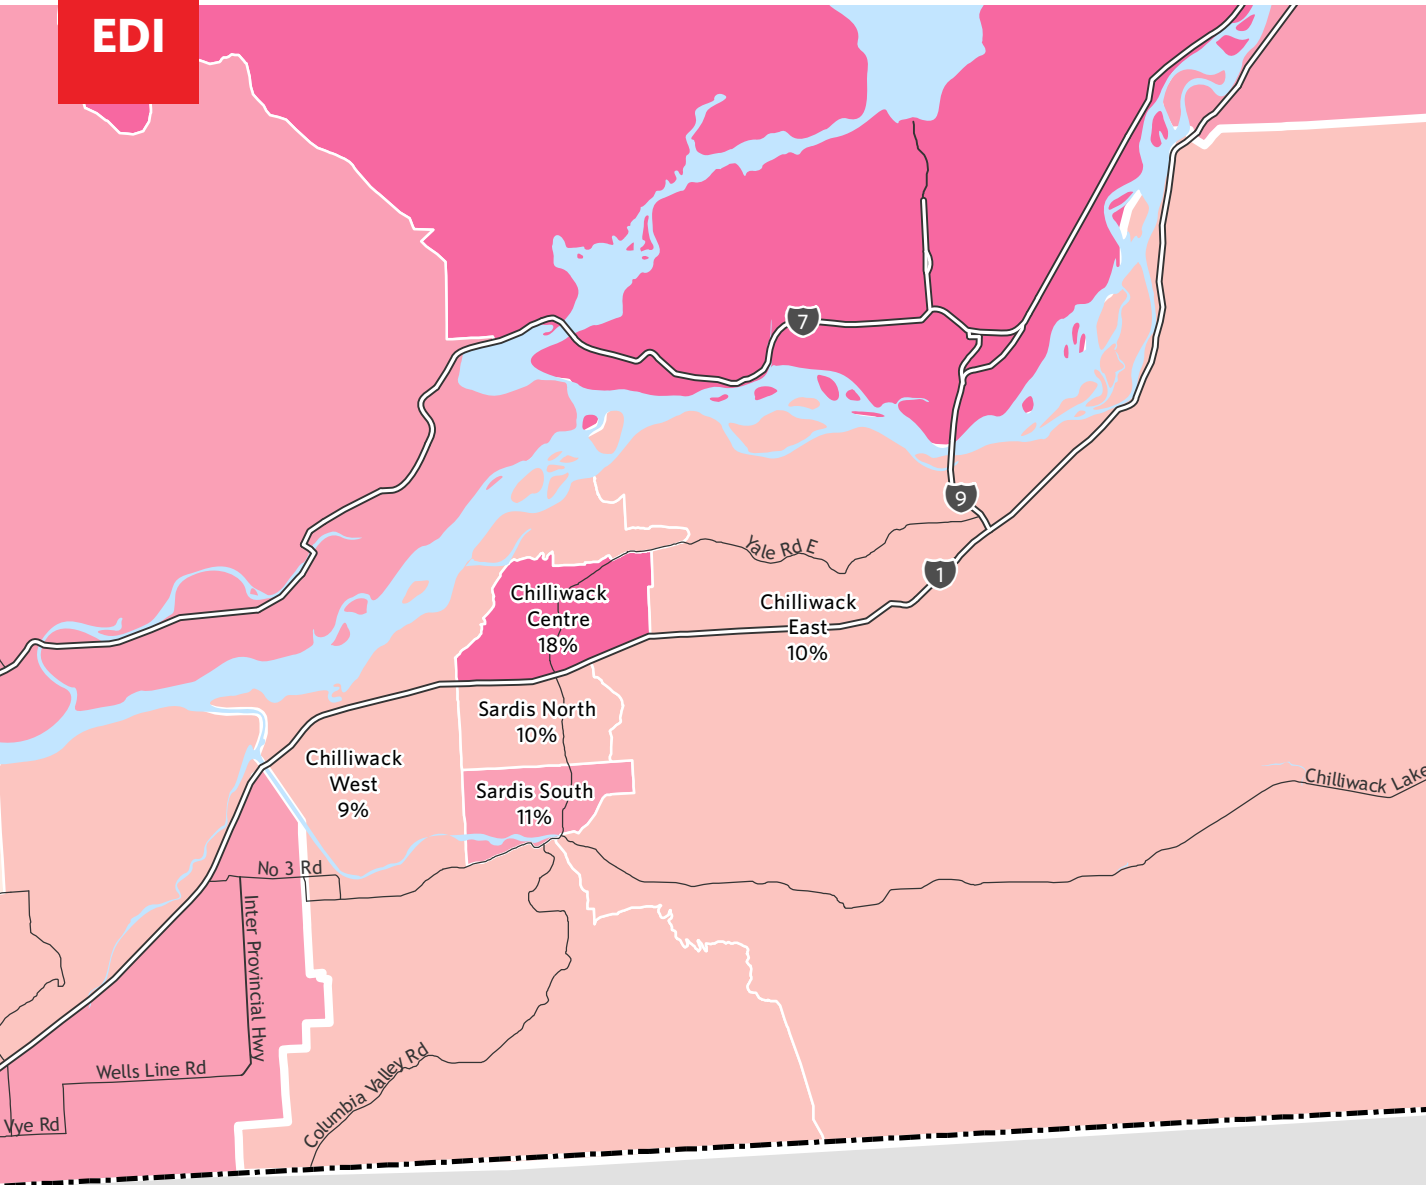 EDI
7
9
Yale Rd E
1
Chilliwack
Centre
18%
Chilliwack
East
10%
Sardis North
10%
Chilliwack
West
9%
Sardis South
11%
Chilliwack Lake
No 3 Rd
Inter Provincial Hwy
Wells Line Rd
Columbia Valley Rd
Vye Rd